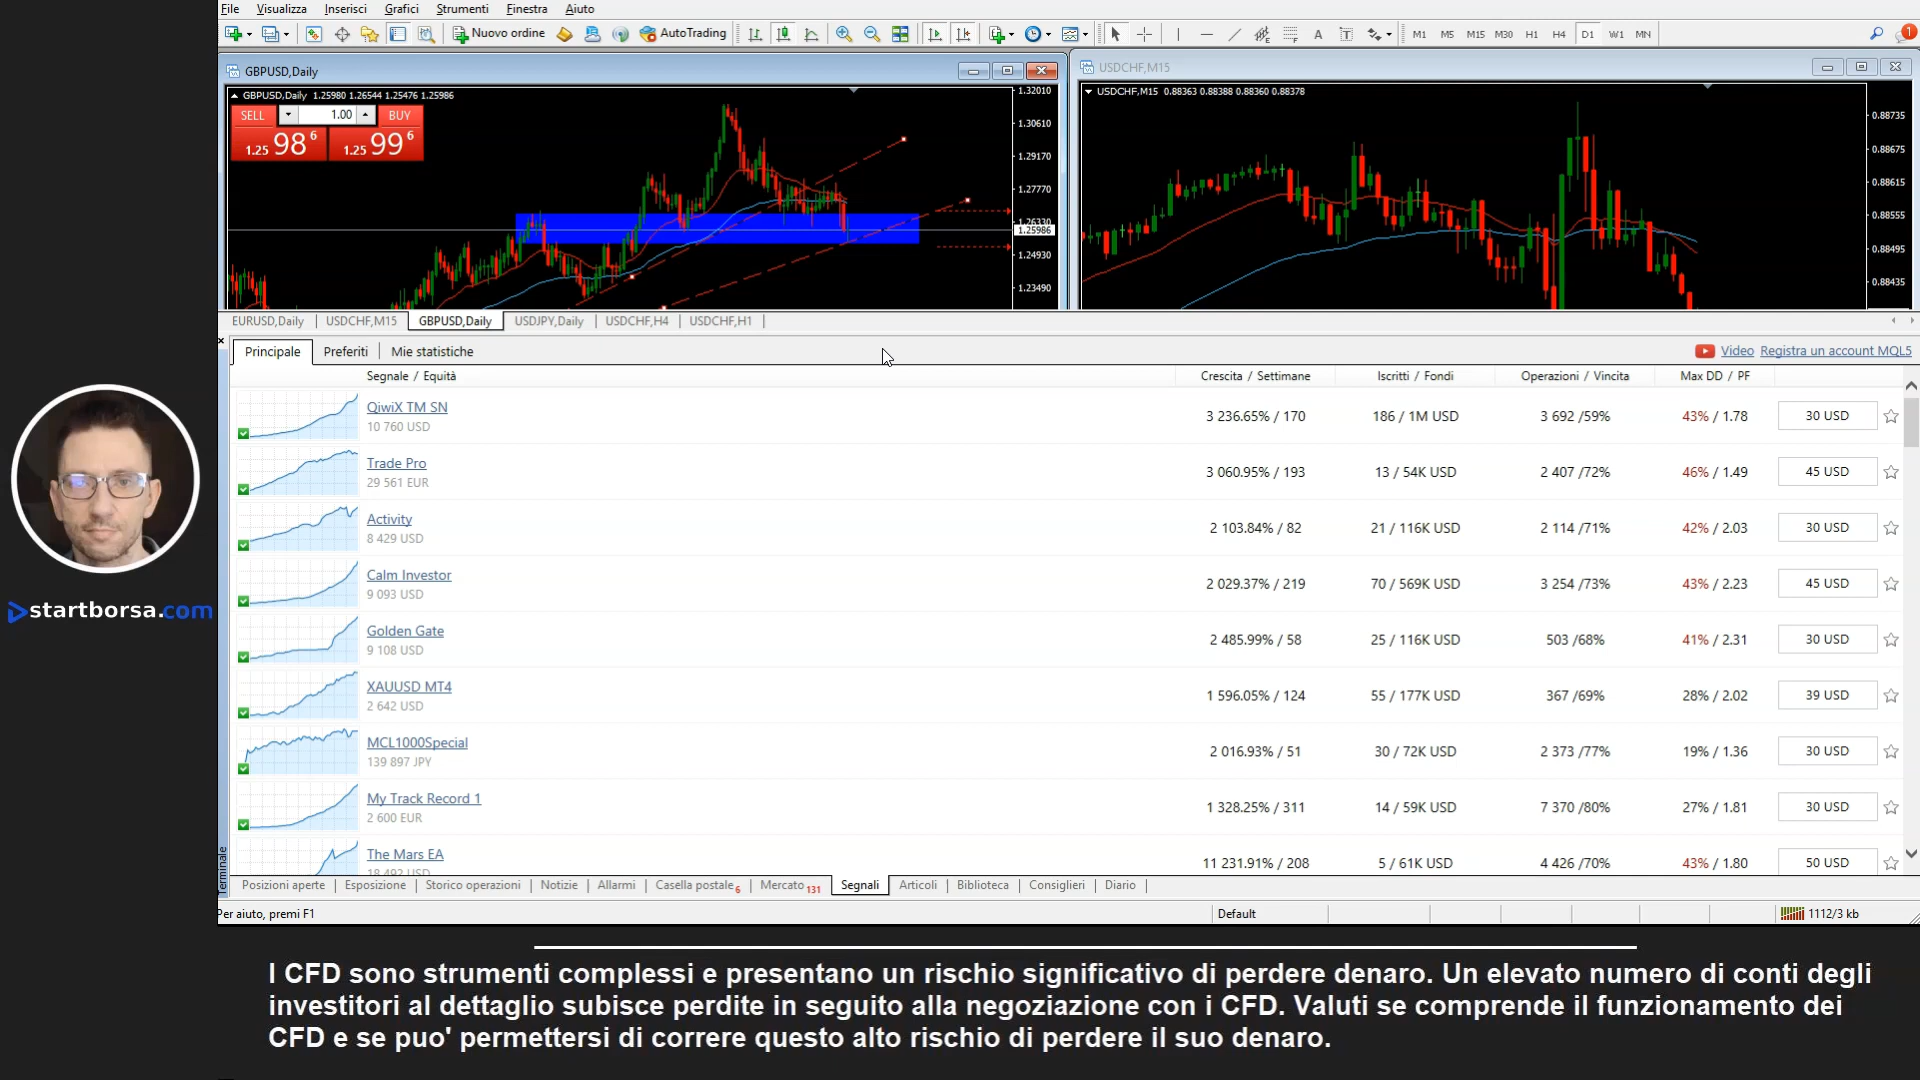 File Visualizza Inserisci Grafici Strumenti Finestra Aiuto
Nuovo ordine AutoTrading A T M1 M5 M15 M30 H1 H4 D1 W1 MN 1
GBPUSD,Daily
USDCHF,M15
GBPUSD,Daily 1.25980 1.26544 1.25476 1.25986
SELL 1.00 BUY
1.25 98 6 1.25 99 6
1.32010
1.30610
1.29170
1.27770
1.26330
1.25986
1.24930
1.23490
USDCHF,M15 0.88363 0.88388 0.88360 0.88378
0.88735
0.88675
0.88615
0.88555
0.88495
0.88435
EURUSD,Daily USDCHF,M15 GBPUSD,Daily USDJPY,Daily USDCHF,H4 USDCHF,H1
Principale Preferiti Mie statistiche Video Registra un account MQL5
Segnale / Equità Crescita / Settimane Iscritti / Fondi Operazioni / Vincita Max DD / PF
QiwiX TM SN
10 760 USD
3 236.65% / 170 186 / 1M USD 3 692 /59% 43% / 1.78 30 USD
Trade Pro
29 561 EUR
3 060.95% / 193 13 / 54K USD 2 407 /72% 46% / 1.49 45 USD
Activity
8 429 USD
2 103.84% / 82 21 / 116K USD 2 114 /71% 42% / 2.03 30 USD
Calm Investor
9 093 USD
2 029.37% / 219 70 / 569K USD 3 254 /73% 43% / 2.23 45 USD
Golden Gate
9 108 USD
2 485.99% / 58 25 / 116K USD 503 /68% 41% / 2.31 30 USD
XAUUSD MT4
2 642 USD
1 596.05% / 124 55 / 177K USD 367 /69% 28% / 2.02 39 USD
MCL1000Special
139 897 JPY
2 016.93% / 51 30 / 72K USD 2 373 /77% 19% / 1.36 30 USD
My Track Record 1
2 600 EUR
1 328.25% / 311 14 / 59K USD 7 370 /80% 27% / 1.81 30 USD
The Mars EA
18 492 USD
11 231.91% / 208 5 / 61K USD 4 426 /70% 43% / 1.80 50 USD
Terminale
Posizioni aperte Esposizione Storico operazioni Notizie Allarmi Casella postale 6 Mercato 131 Segnali Articoli Biblioteca Consiglieri Diario
Per aiuto, premi F1 Default 1112/3 kb
startborsa.com
I CFD sono strumenti complessi e presentano un rischio significativo di perdere denaro. Un elevato numero di conti degli
investitori al dettaglio subisce perdite in seguito alla negoziazione con i CFD. Valuti se comprende il funzionamento dei
CFD e se puo' permettersi di correre questo alto rischio di perdere il suo denaro.